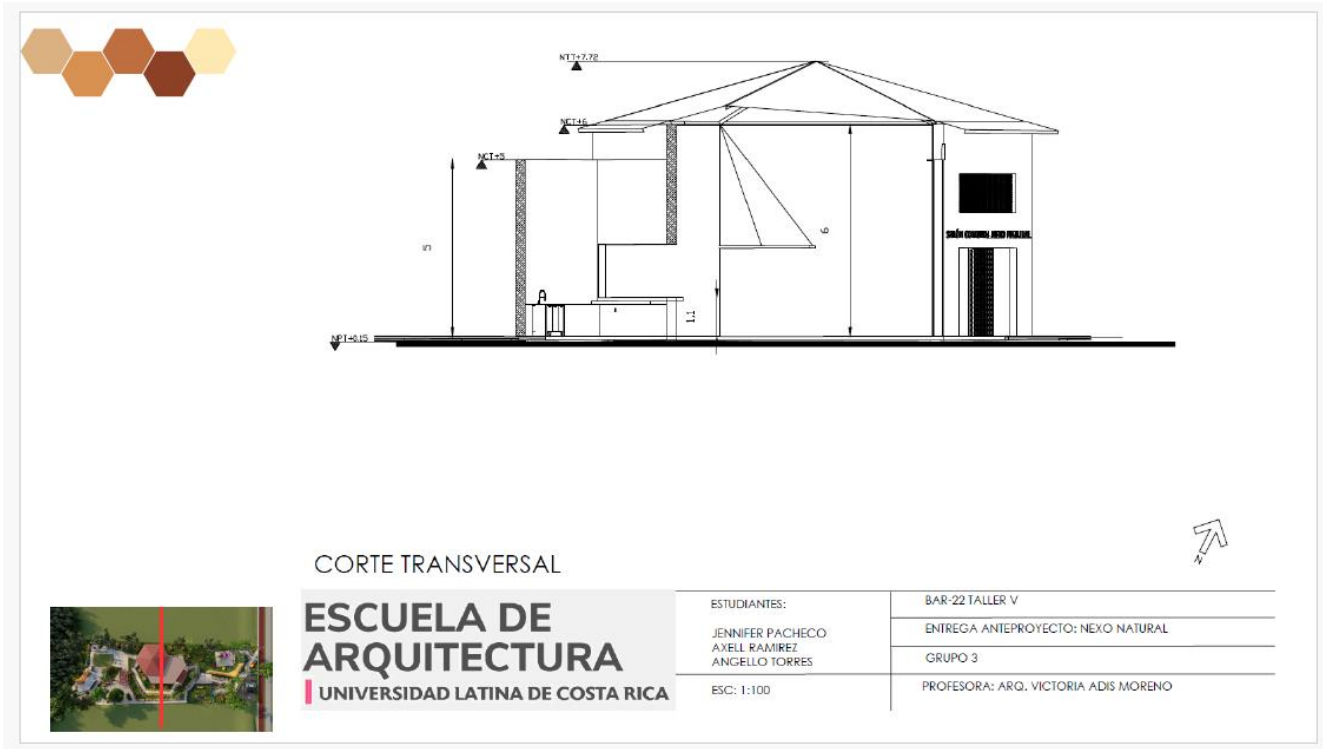 NTT+7.72
NCT+6
NCT+5
5
6
1.1
NPT+0.15
N
CORTE TRANSVERSAL
ESCUELA DE
ARQUITECTURA
UNIVERSIDAD LATINA DE COSTA RICA
ESTUDIANTES:
JENNIFER PACHECO
AXELL RAMIREZ
ANGELLO TORRES
ESC: 1:100
BAR-22 TALLER V
ENTREGA ANTEPROYECTO: NEXO NATURAL
GRUPO 3
PROFESORA: ARQ. VICTORIA ADIS MORENO